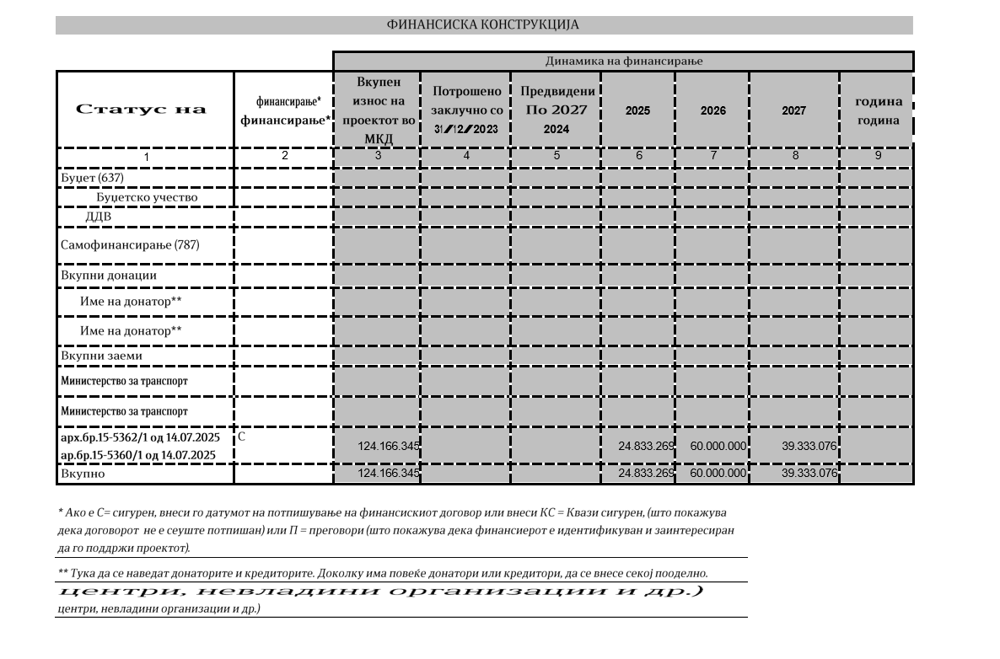 ФИНАНСИСКА КОНСТРУКЦИЈА
Динамика на финансирање
Статус на
финансирање*
финансирање*
Вкупен
износ на
проектот во
МКД
Потрошено
заклучно со
31/12/2023
Предвидени
По 2027
2024
2025
2026
2027
година
година
1 2 3 4 5 6 7 8 9
Буџет (637)
Буџетско учество
ДДВ
Самофинансирање (787)
Вкупни донации
Име на донатор**
Име на донатор**
Вкупни заеми
Министерство за транспорт
Министерство за транспорт
арх.бр.15-5362/1 од 14.07.2025 С
ар.бр.15-5360/1 од 14.07.2025
124.166.345 24.833.269 60.000.000 39.333.076
Вкупно 124.166.345 24.833.269 60.000.000 39.333.076
* Ако е С= сигурен, внеси го датумот на потпишување на финансискиот договор или внеси КС = Квази сигурен, (што покажува
дека договорот не е сеуште потпишан) или П = преговори (што покажува дека финансиерот е идентификуван и заинтересиран
да го поддржи проектот).
** Тука да се наведат донаторите и кредиторите. Доколку има повеќе донатори или кредитори, да се внесе секој пооделно.
центри, невладини организации и др.)
центри, невладини организации и др.)